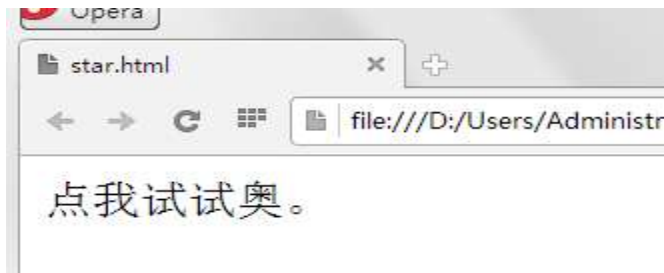 Opera
star.html
file:///D:/Users/Administr
点我试试奥。